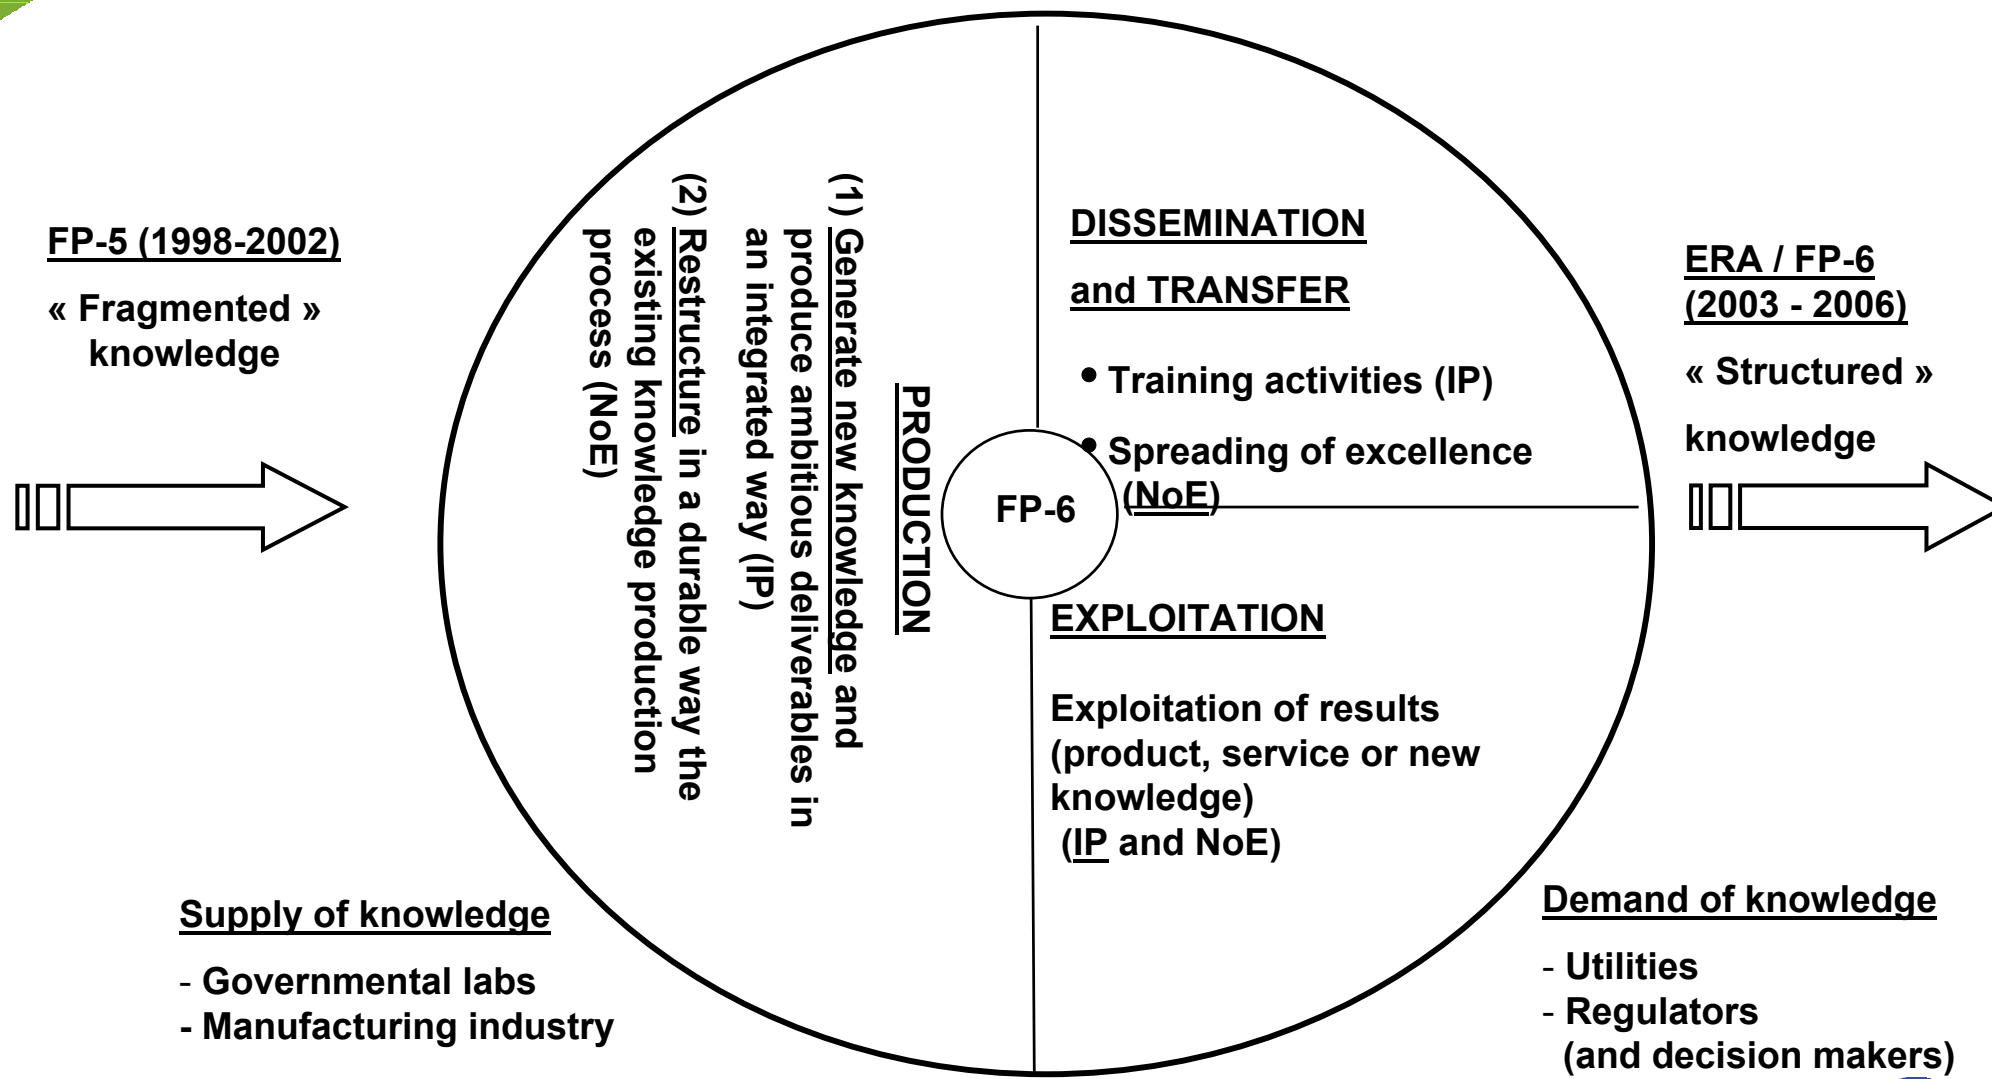 FP-5 (1998-2002)
« Fragmented »
knowledge
PRODUCTION
(1) Generate new knowledge and
produce ambitious deliverables in
an integrated way (IP)
(2) Restructure in a durable way the
existing knowledge production
process (NoE)
FP-6
DISSEMINATION
and TRANSFER
• Training activities (IP)
• Spreading of excellence
(NoE)
EXPLOITATION
Exploitation of results
(product, service or new
knowledge)
(IP and NoE)
ERA / FP-6
(2003 - 2006)
« Structured »
knowledge
Supply of knowledge
- Governmental labs
- Manufacturing industry
Demand of knowledge
- Utilities
- Regulators
(and decision makers)